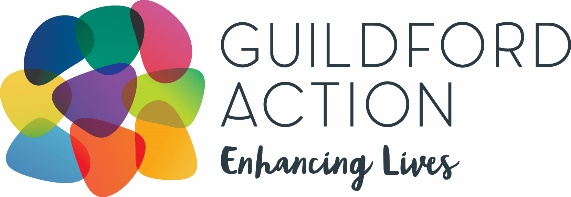 GUILDFORD
ACTION
Enhancing Lives